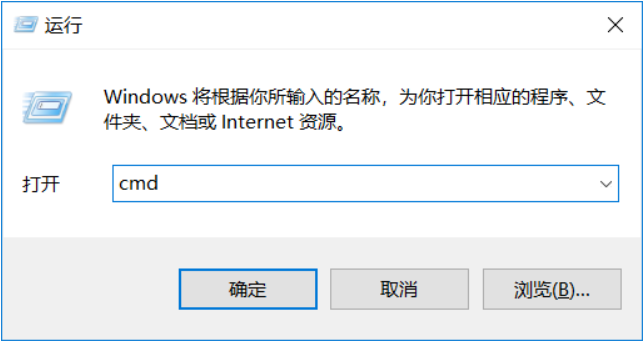 运行
Windows 将根据你所输入的名称，为你打开相应的程序、文
件夹、文档或 Internet 资源。
打开
cmd
确定
取消
浏览(B)...